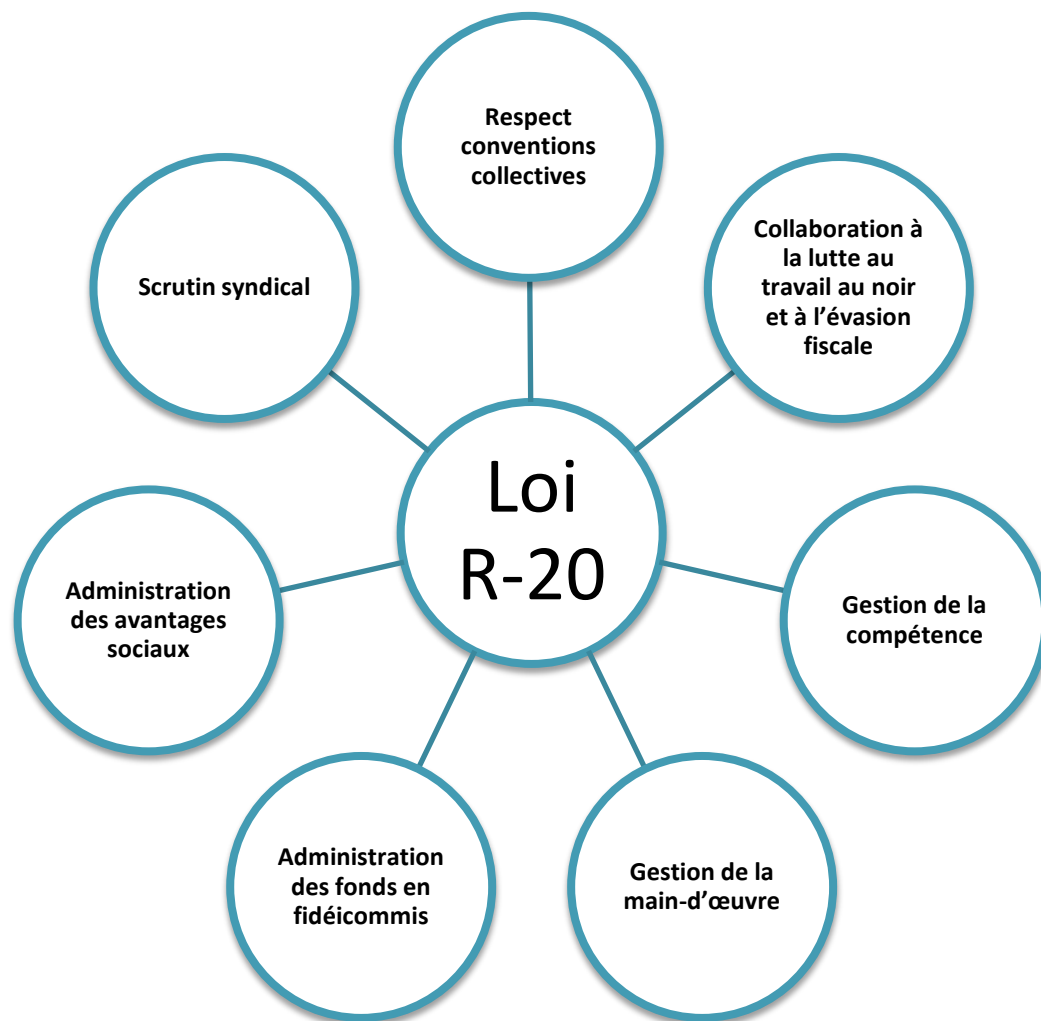 Respect
conventions
collectives
Collaboration à
la lutte au
travail au noir
et à l’évasion
fiscale
Scrutin syndical
Loi
R-20
Administration
des avantages
sociaux
Gestion de la
compétence
Administration
des fonds en
fidéicommis
Gestion de la
main-d’œuvre